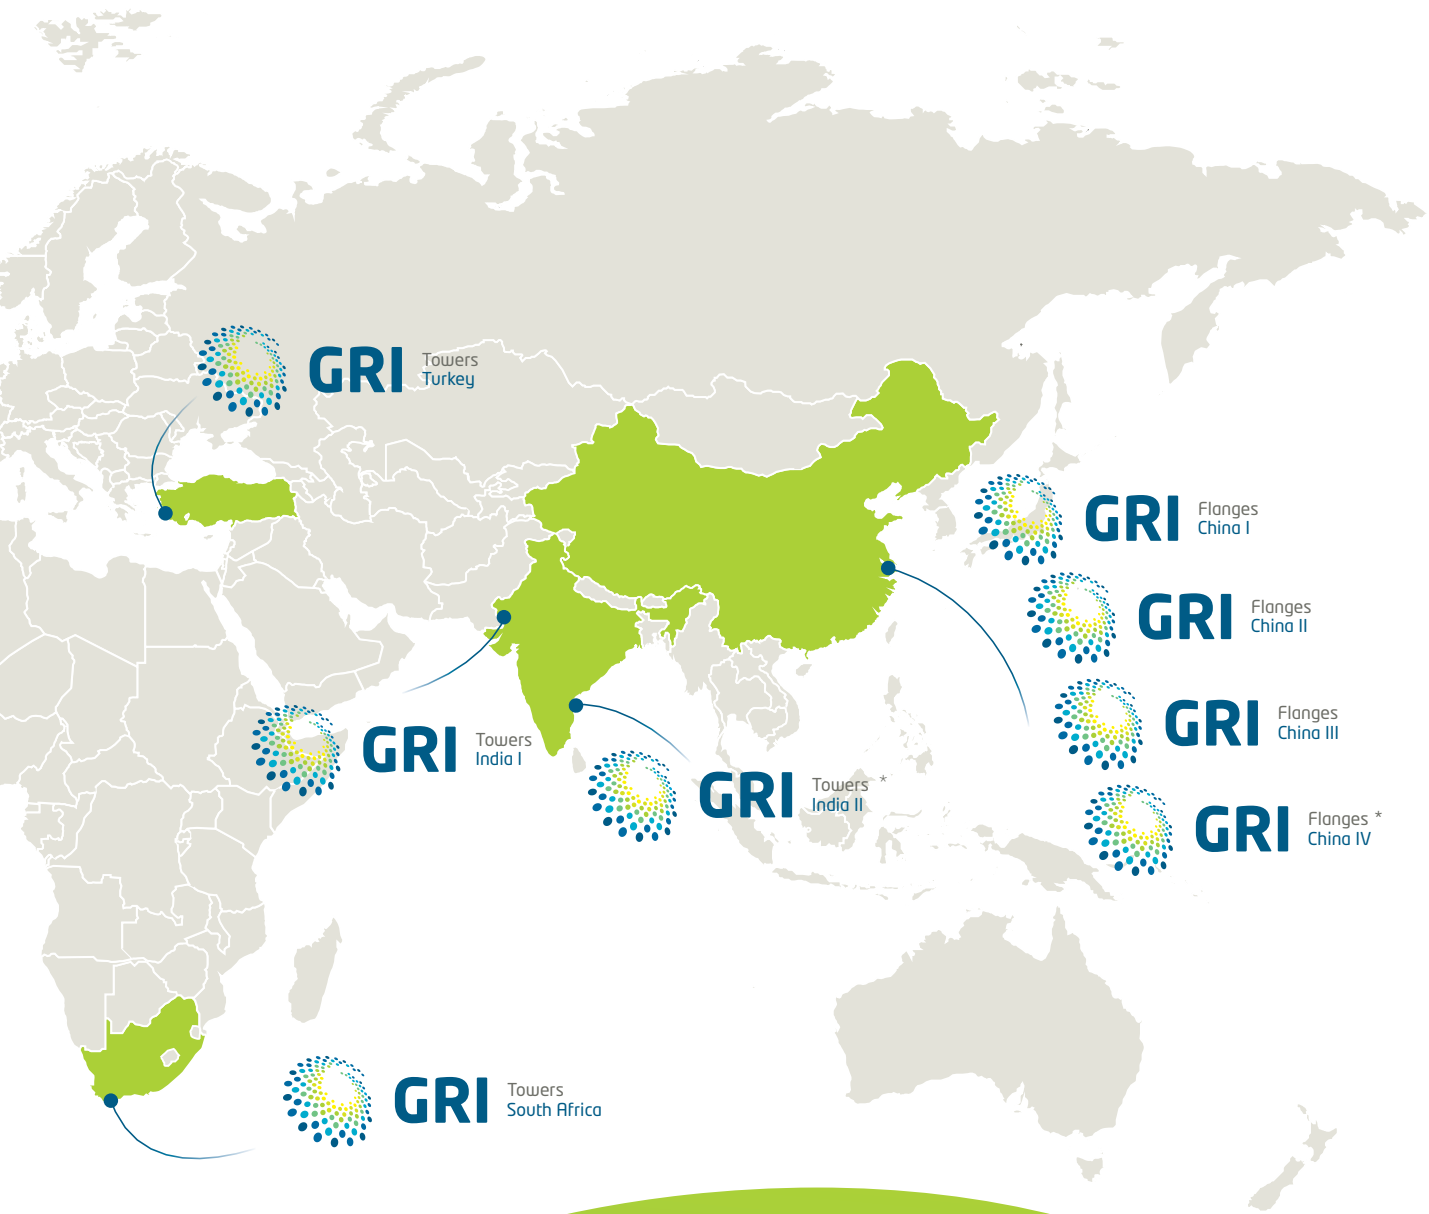 GRI Towers
Turkey
GRI Flanges
China I
GRI Flanges
China II
GRI Flanges
China III
GRI Towers
India I
GRI Towers *
India II
GRI Flanges *
China IV
GRI Towers
South Africa